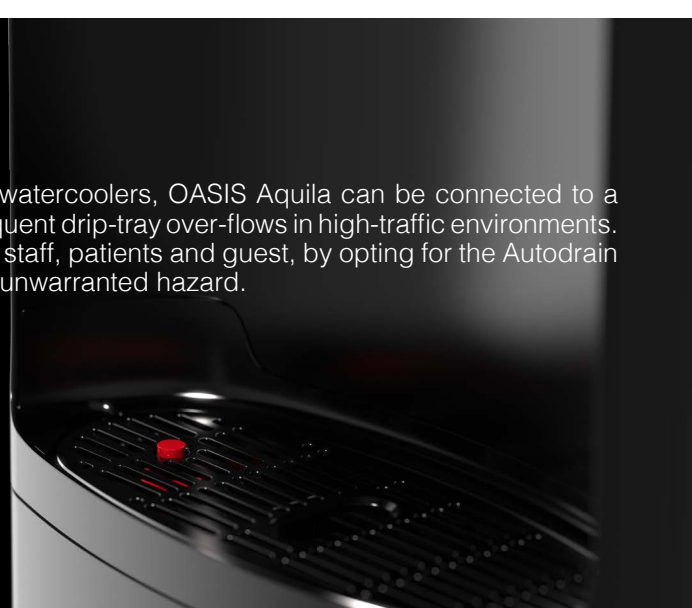 watercoolers, OASIS Aquila can be connected to a
drip-tray over-flows in high-traffic environments.
staff, patients and guest, by opting for the Autodrain
unwarranted hazard.